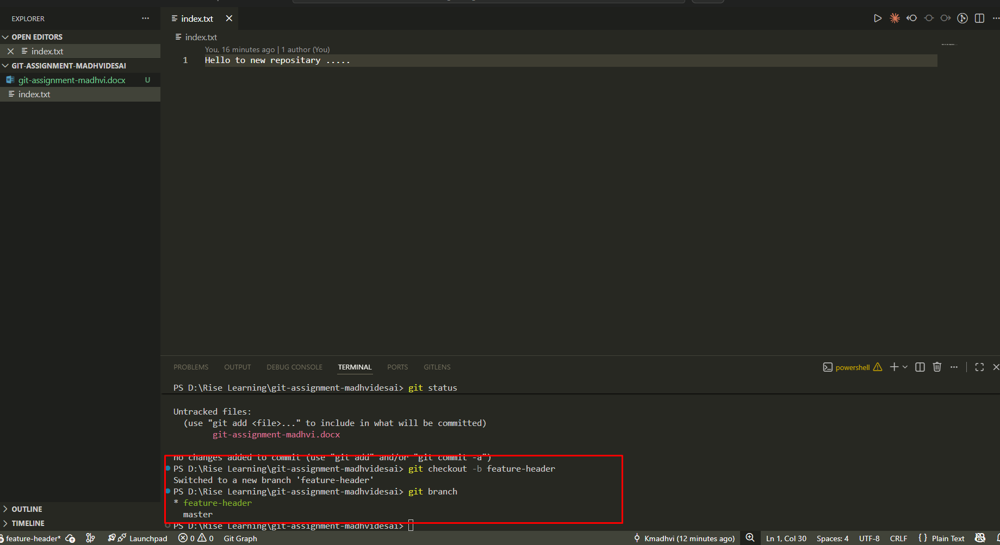 EXPLORER
index.txt
OPEN EDITORS
index.txt
GIT-ASSIGNMENT-MADHVIDESAI
git-assignment-madhvi.docx U
index.txt
index.txt
You, 16 minutes ago | 1 author (You)
1 Hello to new repositary .....
PROBLEMS OUTPUT DEBUG CONSOLE TERMINAL PORTS GITLENS
powershell
PS D:\Rise Learning\git-assignment-madhvidesai> git status
Untracked files:
(use "git add <file>..." to include in what will be committed)
git-assignment-madhvi.docx
no changes added to commit (use "git add" and/or "git commit -a")
PS D:\Rise Learning\git-assignment-madhvidesai> git checkout -b feature-header
Switched to a new branch 'feature-header'
PS D:\Rise Learning\git-assignment-madhvidesai> git branch
* feature-header
master
PS D:\Rise Learning\git-assignment-madhvidesai>
OUTLINE
TIMELINE
feature-header* Launchpad 0 0 Git Graph Kmadhvi (12 minutes ago) Ln 1, Col 30 Spaces: 4 UTF-8 CRLF { } Plain Text